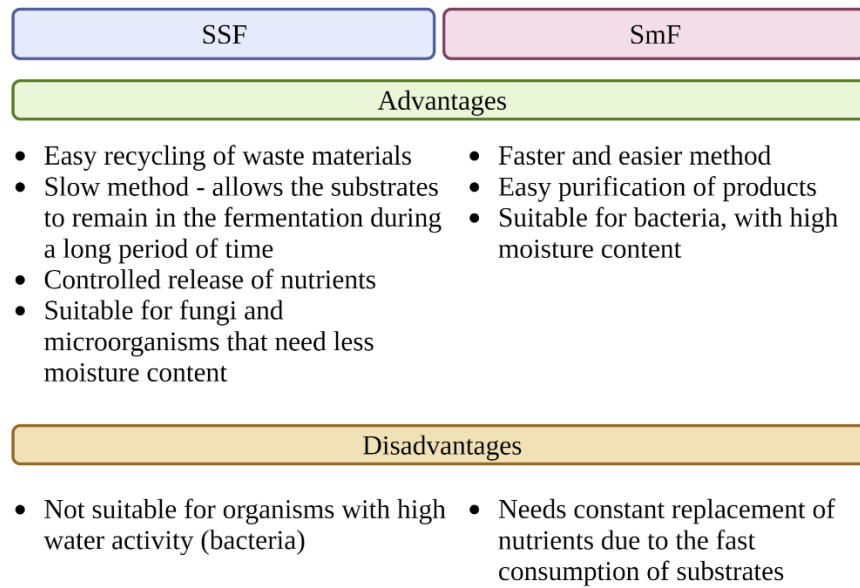 SSF
SmF
Advantages
• Easy recycling of waste materials
• Slow method - allows the substrates
to remain in the fermentation during
a long period of time
• Controlled release of nutrients
• Suitable for fungi and
microorganisms that need less
moisture content
• Faster and easier method
• Easy purification of products
• Suitable for bacteria, with high
moisture content
Disadvantages
• Not suitable for organisms with high
water activity (bacteria)
• Needs constant replacement of
nutrients due to the fast
consumption of substrates